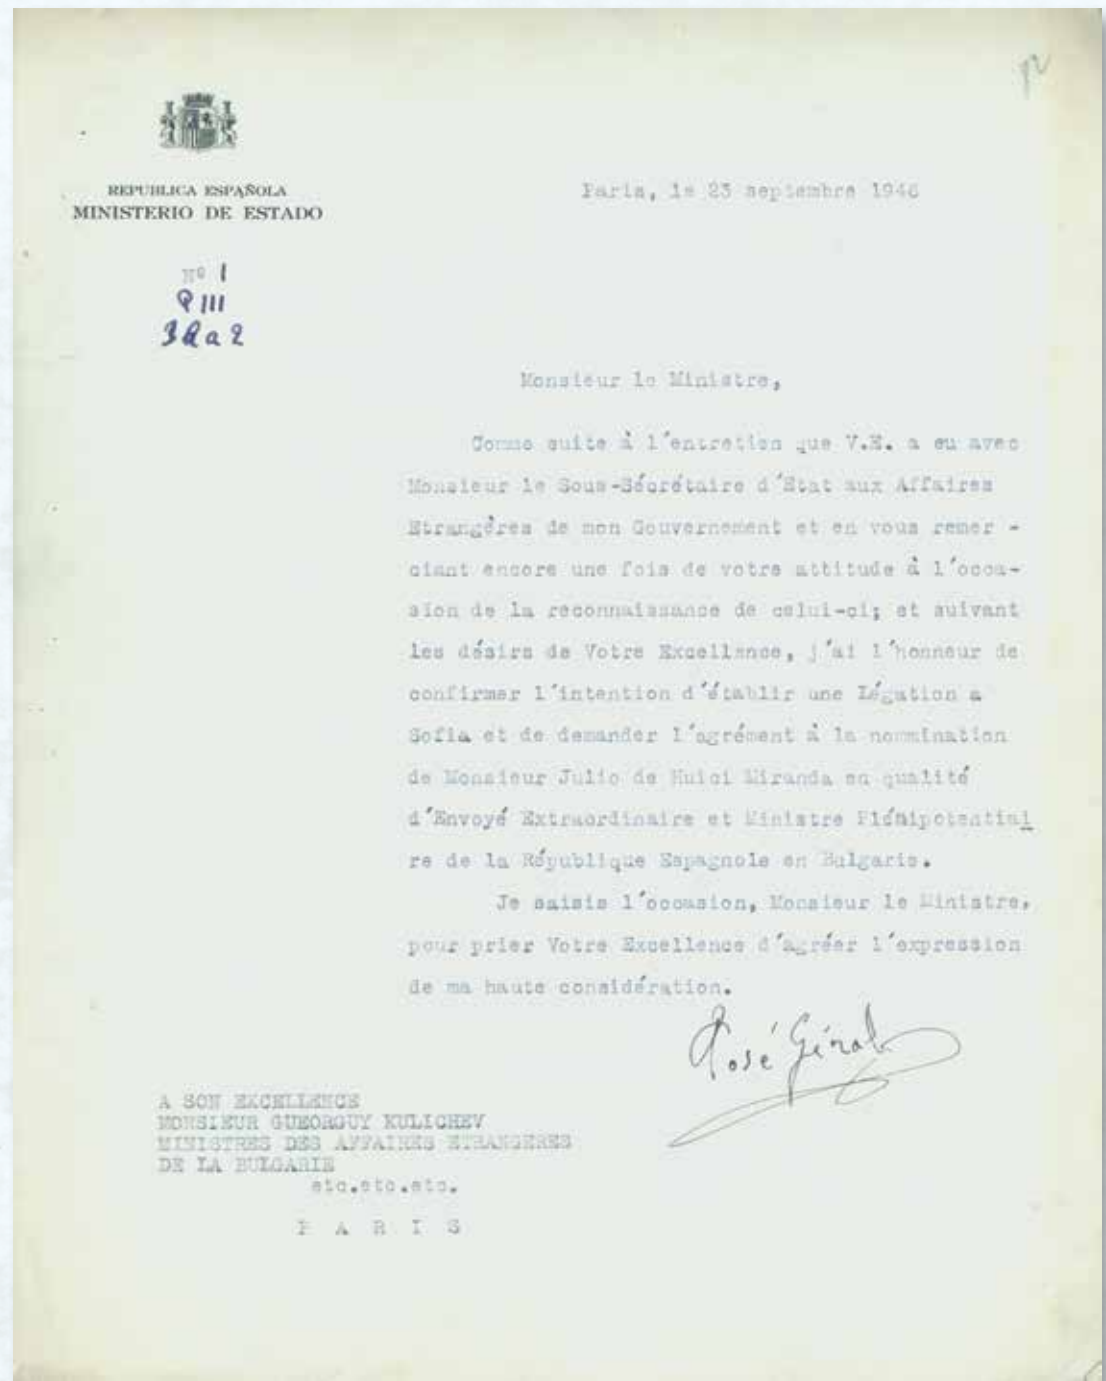 REPUBLICA ESPAÑOLA
MINISTERIO DE ESTADO
Paris, le 23 septembre 1946
Nº 1
P III
3 a 2
Monsieur le Ministre,
Comme suite à l'entretien que V.E. a eu avec
Monsieur le Sous-Sécrétaire d'Etat aux Affaires
Etrangères de mon Gouvernement et en vous remer -
ciant encore une fois de votre attitude à l'occa-
sion de la reconnaissance de celui-ci; et suivant
les désirs de Votre Excellence, j'ai l'honneur de
confirmer l'intention d'établir une Légation a
Sofia et de demander l'agrément à la nommination
de Monsieur Julio de Huici Miranda en qualité
d'Envoyé Extraordinaire et Ministre Plénipotentiai
re de la République Espagnole en Bulgarie.
Je saisis l'occasion, Monsieur le Ministre,
pour prier Votre Excellence d'agréer l'expression
de ma haute considération.
José Giral
A SON EXCELLENCE
MONSIEUR GUEORGUY KULICHEV
MINISTRES DES AFFAIRES ETRANGERES
DE LA BULGARIE
etc.etc.etc.
P A R I S